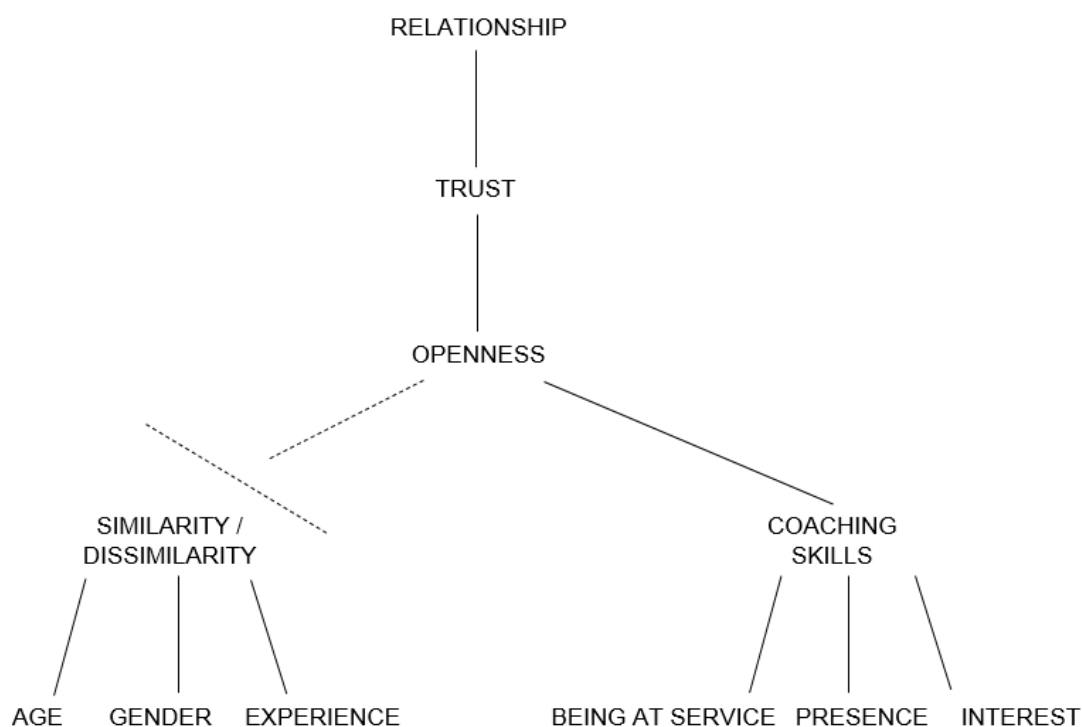 RELATIONSHIP
TRUST
OPENNESS
SIMILARITY /
DISSIMILARITY
COACHING
SKILLS
AGE
GENDER
EXPERIENCE
BEING AT SERVICE
PRESENCE
INTEREST